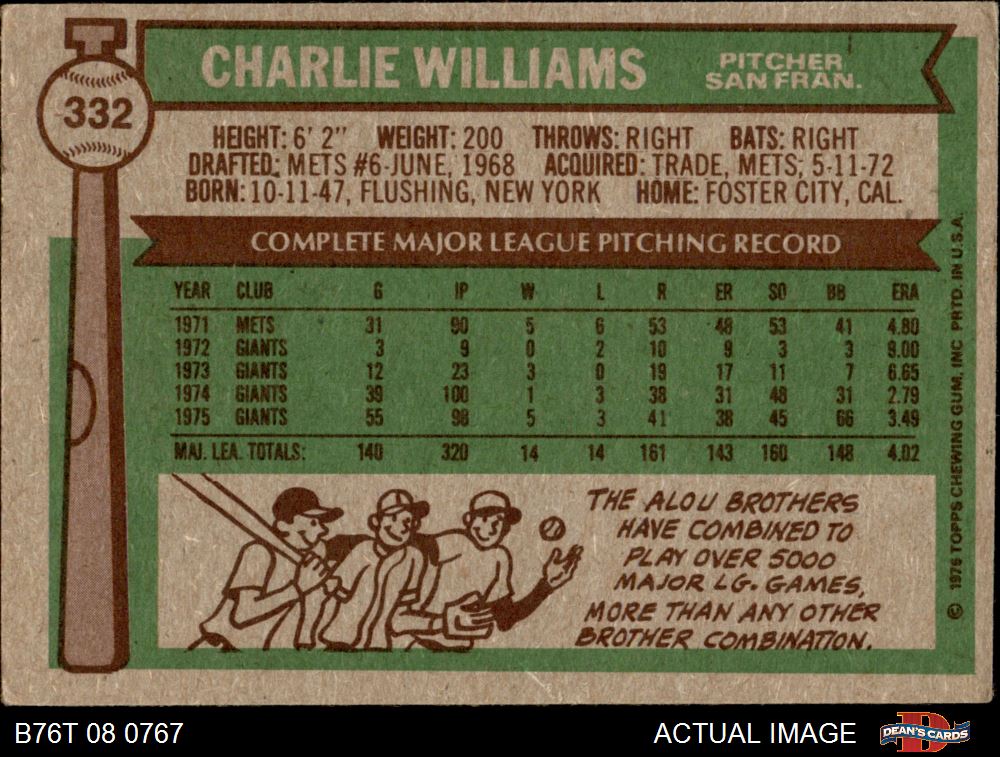 332
CHARLIE WILLIAMS
PITCHER
SAN FRAN.
HEIGHT: 6' 2" WEIGHT: 200 THROWS: RIGHT BATS: RIGHT
DRAFTED: METS #6-JUNE, 1968 ACQUIRED: TRADE, METS, 5-11-72
BORN: 10-11-47, FLUSHING, NEW YORK HOME: FOSTER CITY, CAL.
COMPLETE MAJOR LEAGUE PITCHING RECORD
YEAR CLUB G IP W L R ER SO BB ERA
1971 METS 31 90 5 6 53 48 53 41 4.80
1972 GIANTS 3 9 0 2 10 9 3 3 9.00
1973 GIANTS 12 23 3 0 19 17 11 7 6.65
1974 GIANTS 39 100 1 3 38 31 48 31 2.79
1975 GIANTS 55 98 5 3 41 38 45 66 3.49
MAJ. LEA. TOTALS: 140 320 14 14 161 143 160 148 4.02
THE ALOU BROTHERS
HAVE COMBINED TO
PLAY OVER 5000
MAJOR LG. GAMES,
MORE THAN ANY OTHER
BROTHER COMBINATION.
© 1976 TOPPS CHEWING GUM, INC PRTD. IN U.S.A.
B76T 08 0767
ACTUAL IMAGE
DEAN'S CARDS